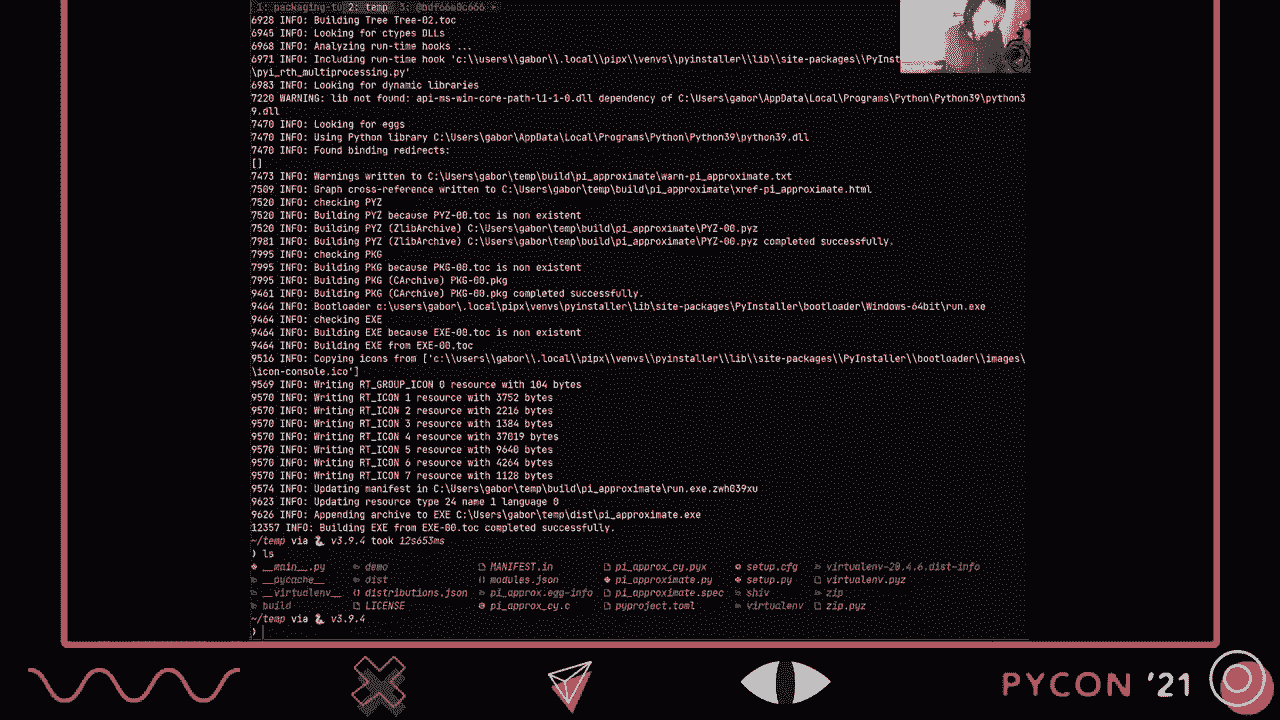 1: packaging-tu 2: temp 3:
6928 INFO: Building Tree Tree-02.toc
6945 INFO: Looking for ctypes DLLs
6968 INFO: Analyzing run-time hooks ...
6971 INFO: Including run-time hook 'c:\\users\\gabor\\.local\\pipx\\venvs\\pyinstaller\\lib\\site-packages\\PyInst
\pyi_rth_multiprocessing.py'
6983 INFO: Looking for dynamic libraries
7220 WARNING: lib not found: api-ms-win-core-path-l1-1-0.dll dependency of C:\Users\gabor\AppData\Local\Programs\Python\Python39\python3
9.dll
7470 INFO: Looking for eggs
7470 INFO: Using Python library C:\Users\gabor\AppData\Local\Programs\Python\Python39\python39.dll
7470 INFO: Found binding redirects:
[]
7473 INFO: Warnings written to C:\Users\gabor\temp\build\pi_approximate\warn-pi_approximate.txt
7509 INFO: Graph cross-reference written to C:\Users\gabor\temp\build\pi_approximate\xref-pi_approximate.html
7520 INFO: checking PYZ
7520 INFO: Building PYZ because PYZ-00.toc is non existent
7520 INFO: Building PYZ (ZlibArchive) C:\Users\gabor\temp\build\pi_approximate\PYZ-00.pyz
7981 INFO: Building PYZ (ZlibArchive) C:\Users\gabor\temp\build\pi_approximate\PYZ-00.pyz completed successfully.
7995 INFO: checking PKG
7995 INFO: Building PKG because PKG-00.toc is non existent
7995 INFO: Building PKG (CArchive) PKG-00.pkg
9461 INFO: Building PKG (CArchive) PKG-00.pkg completed successfully.
9464 INFO: Bootloader c:\users\gabor\.local\pipx\venvs\pyinstaller\lib\site-packages\PyInstaller\bootloader\Windows-64bit\run.exe
9464 INFO: checking EXE
9464 INFO: Building EXE because EXE-00.toc is non existent
9464 INFO: Building EXE from EXE-00.toc
9516 INFO: Copying icons from ['c:\\users\\gabor\\.local\\pipx\\venvs\\pyinstaller\\lib\\site-packages\\PyInstaller\\bootloader\\images\
\icon-console.ico']
9569 INFO: Writing RT_GROUP_ICON 0 resource with 104 bytes
9570 INFO: Writing RT_ICON 1 resource with 3752 bytes
9570 INFO: Writing RT_ICON 2 resource with 2216 bytes
9570 INFO: Writing RT_ICON 3 resource with 1384 bytes
9570 INFO: Writing RT_ICON 4 resource with 37019 bytes
9570 INFO: Writing RT_ICON 5 resource with 9640 bytes
9570 INFO: Writing RT_ICON 6 resource with 4264 bytes
9570 INFO: Writing RT_ICON 7 resource with 1128 bytes
9574 INFO: Updating manifest in C:\Users\gabor\temp\build\pi_approximate\run.exe.zwh039xu
9623 INFO: Updating resource type 24 name 1 language 0
9626 INFO: Appending archive to EXE C:\Users\gabor\temp\dist\pi_approximate.exe
12357 INFO: Building EXE from EXE-00.toc completed successfully.
~/temp via 🐍 v3.9.4 took 12s653ms
) ls
__main__.py demo MANIFEST.in pi_approx_cy.pyx setup.cfg virtualenv-20.4.6.dist-info
__pycache__ dist modules.json pi_approximate.py setup.py virtualenv.pyz
__virtualenv__ distributions.json pi_approx.egg-info pi_approximate.spec shiv zip
build LICENSE pi_approx_cy.c pyproject.toml virtualenv zip.pyz
~/temp via 🐍 v3.9.4
)
PYCON '21